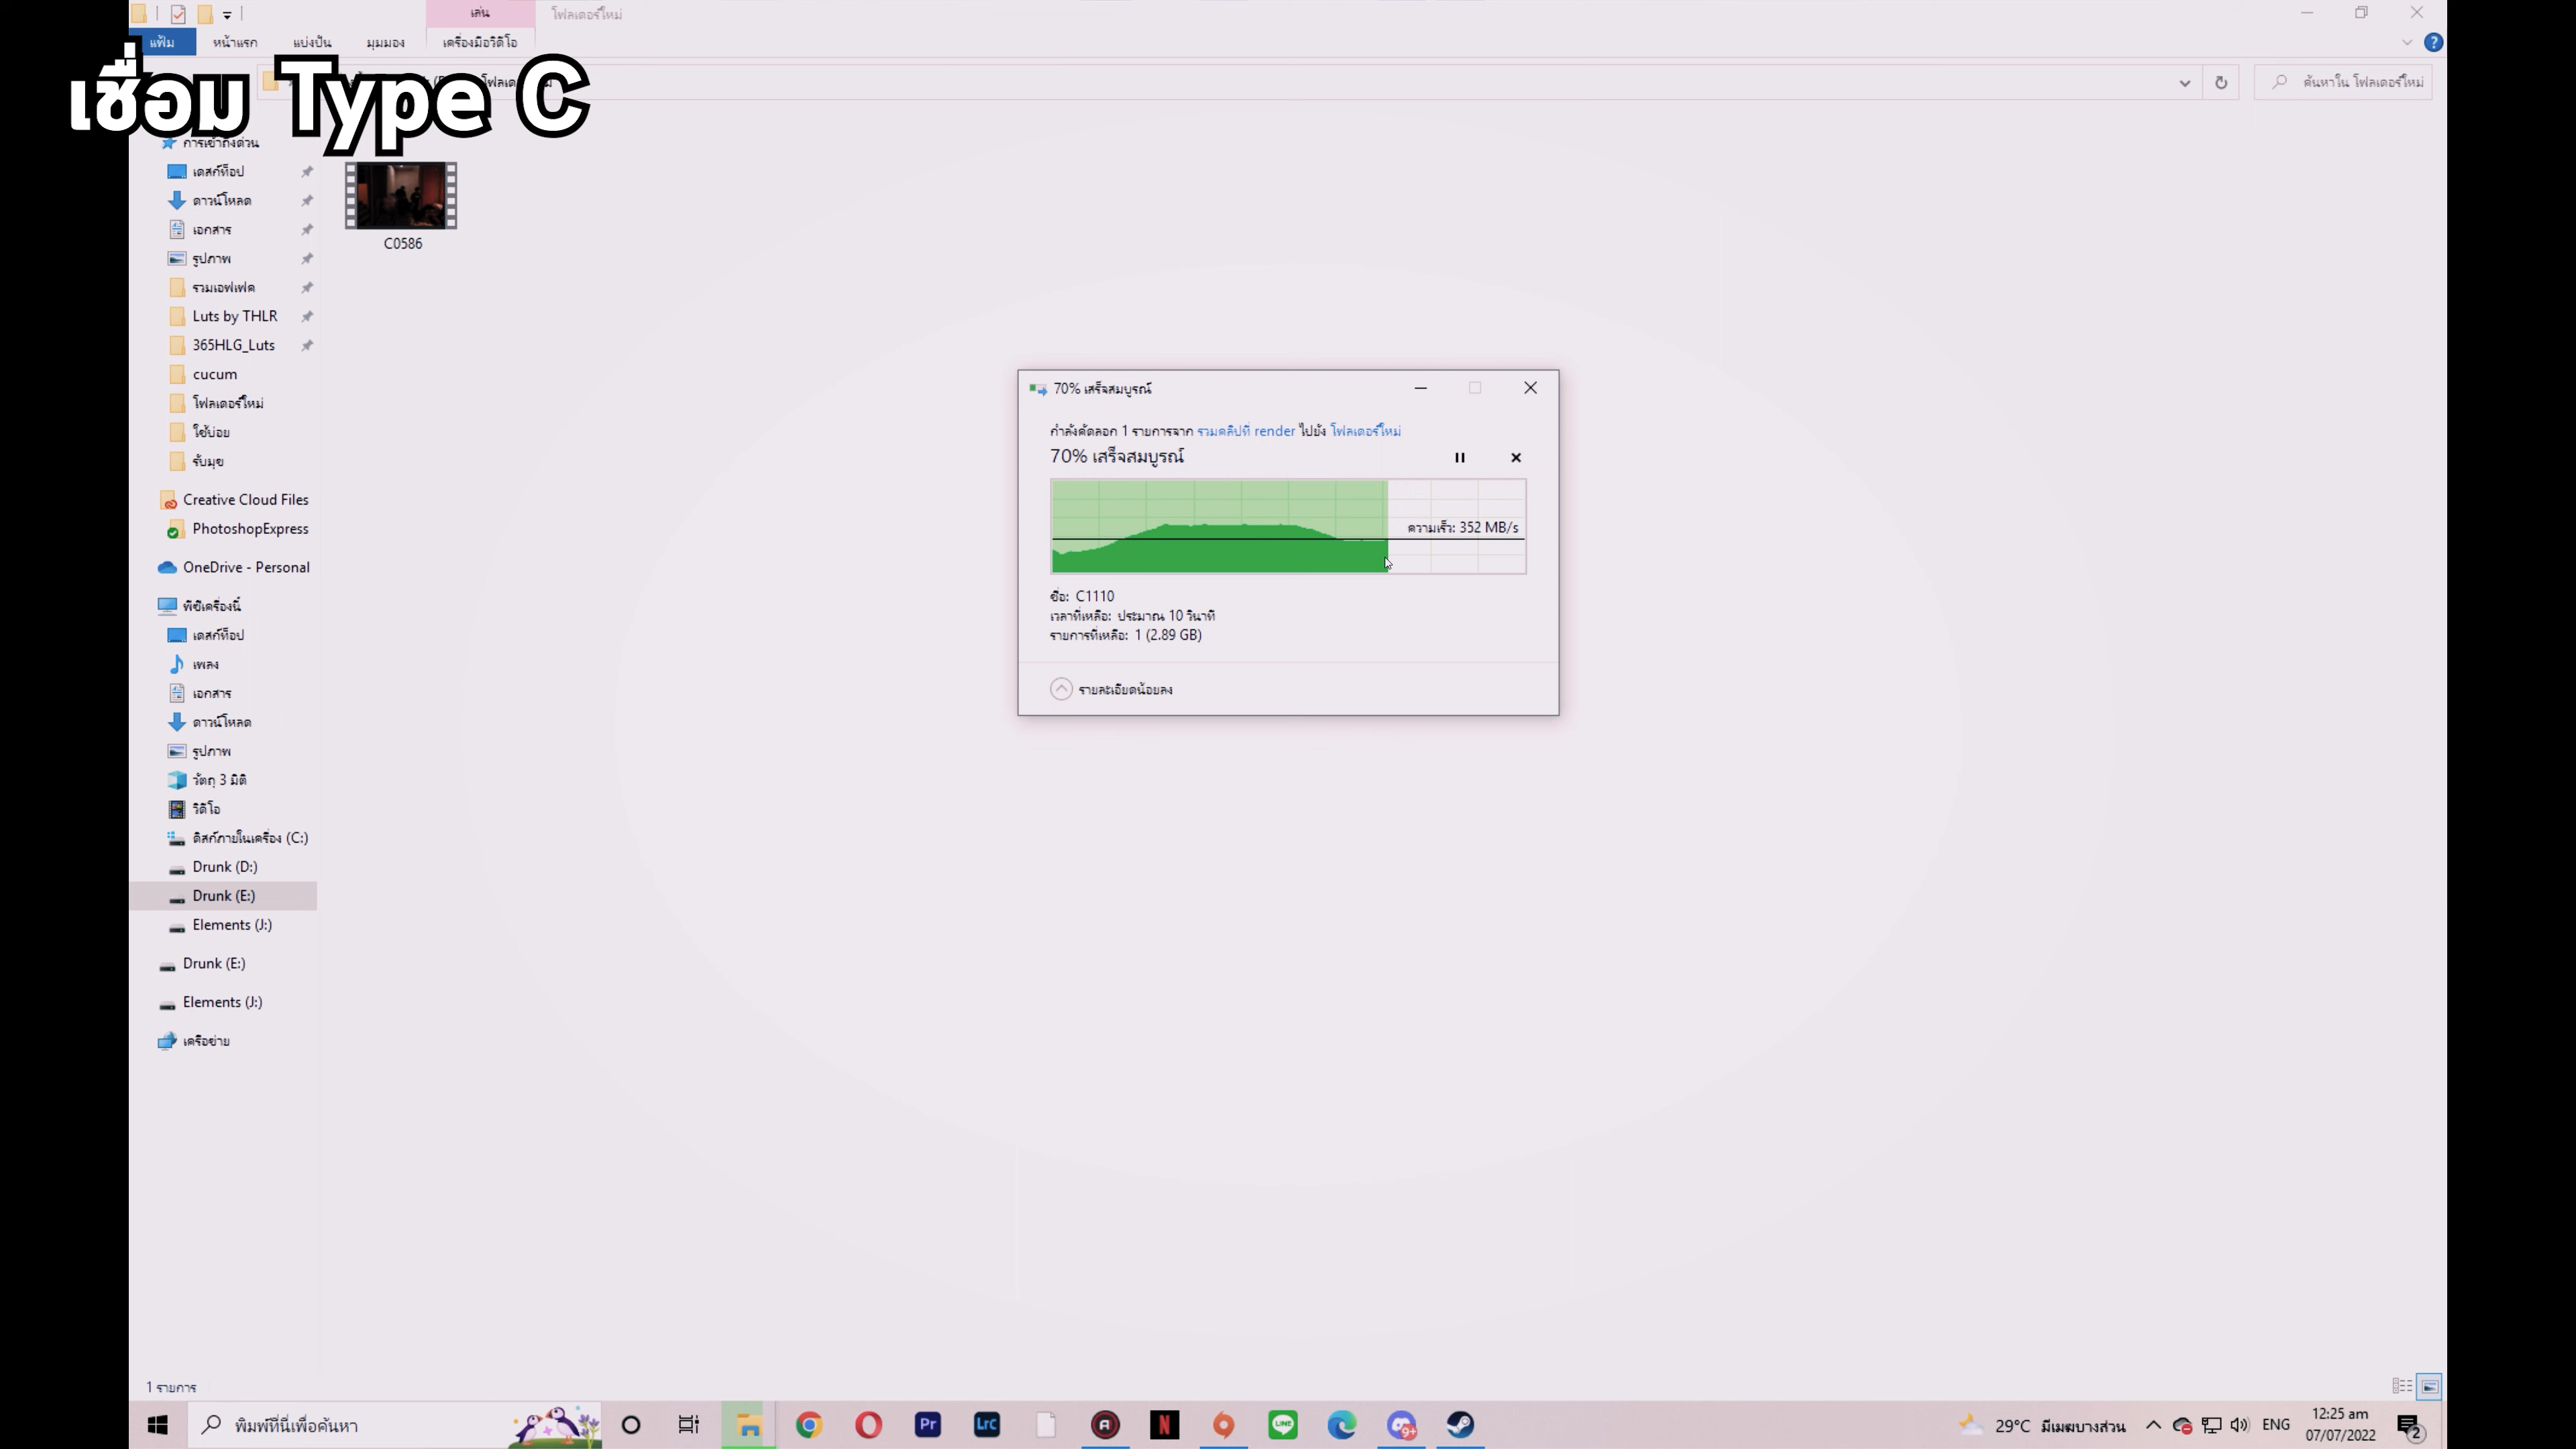 เล่น
โฟลเดอร์ใหม่
แฟ้ม
หน้าแรก
แบ่งปัน
มุมมอง
เครื่องมือวิดีโอ
เชื่อม Type C
ค้นหาใน โฟลเดอร์ใหม่
การเข้าถึงด่วน
เดสก์ท็อป
ดาวน์โหลด
เอกสาร
รูปภาพ
รวมเอฟเฟค
Luts by THLR
365HLG_Luts
cucum
โฟลเดอร์ใหม่
ใช้บ่อย
รับมุข
Creative Cloud Files
PhotoshopExpress
OneDrive - Personal
พีซีเครื่องนี้
เดสก์ท็อป
เพลง
เอกสาร
ดาวน์โหลด
รูปภาพ
วัตถุ 3 มิติ
วิดีโอ
ดิสก์ภายในเครื่อง (C:)
Drunk (D:)
Drunk (E:)
Elements (J:)
Drunk (E:)
Elements (J:)
เครือข่าย
C0586
70% เสร็จสมบูรณ์
กำลังคัดลอก 1 รายการจาก รวมคลิปที่ render ไปยัง โฟลเดอร์ใหม่
70% เสร็จสมบูรณ์
ความเร็ว: 352 MB/s
ชื่อ: C1110
เวลาที่เหลือ: ประมาณ 10 วินาที
รายการที่เหลือ: 1 (2.89 GB)
รายละเอียดน้อยลง
1 รายการ
พิมพ์ที่นี่เพื่อค้นหา
Pr
LrC
A
N
LINE
9+
29°C มีเมฆบางส่วน
ENG
12:25 am
07/07/2022
2